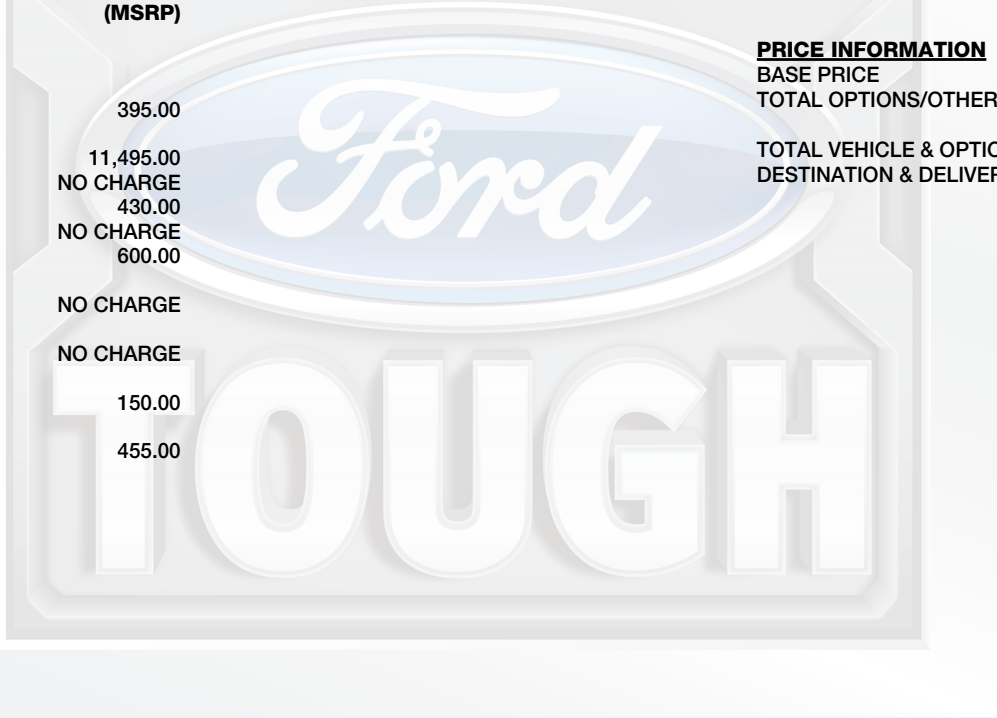 (MSRP)
395.00
11,495.00
NO CHARGE
430.00
NO CHARGE
600.00
NO CHARGE
NO CHARGE
150.00
455.00
PRICE INFORMATION
BASE PRICE
TOTAL OPTIONS/OTHER
TOTAL VEHICLE & OPTIO
DESTINATION & DELIVER
Ford
TOUGH